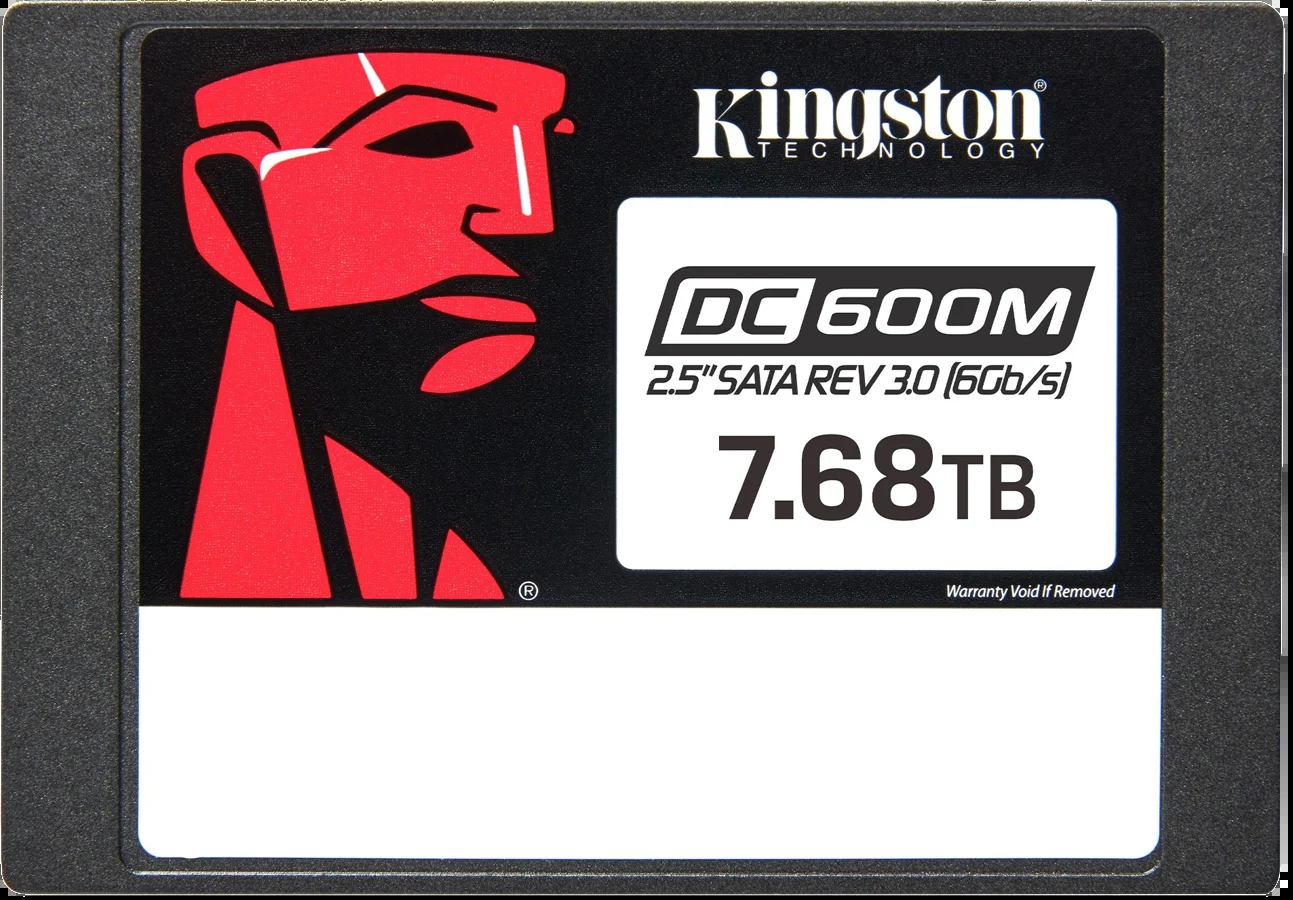 Kingston®
TECHNOLOGY
DC 600M
2.5" SATA REV 3.0 (6Gb/s)
7.68TB
®
Warranty Void If Removed